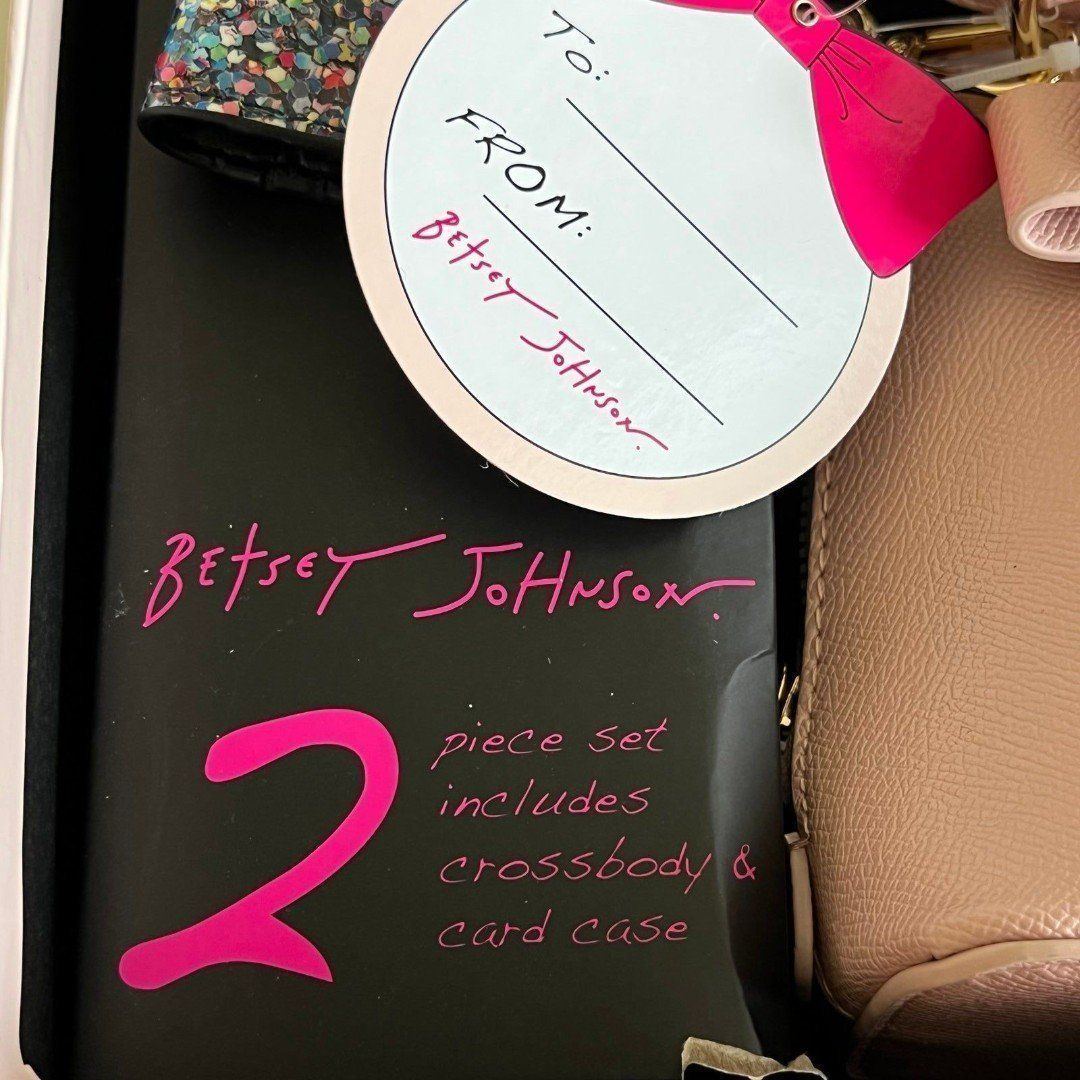 TO:
FROM:
BETSEY JOHNSON.
BETSEY JOHNSON.
2 piece set
includes
crossbody &
card case